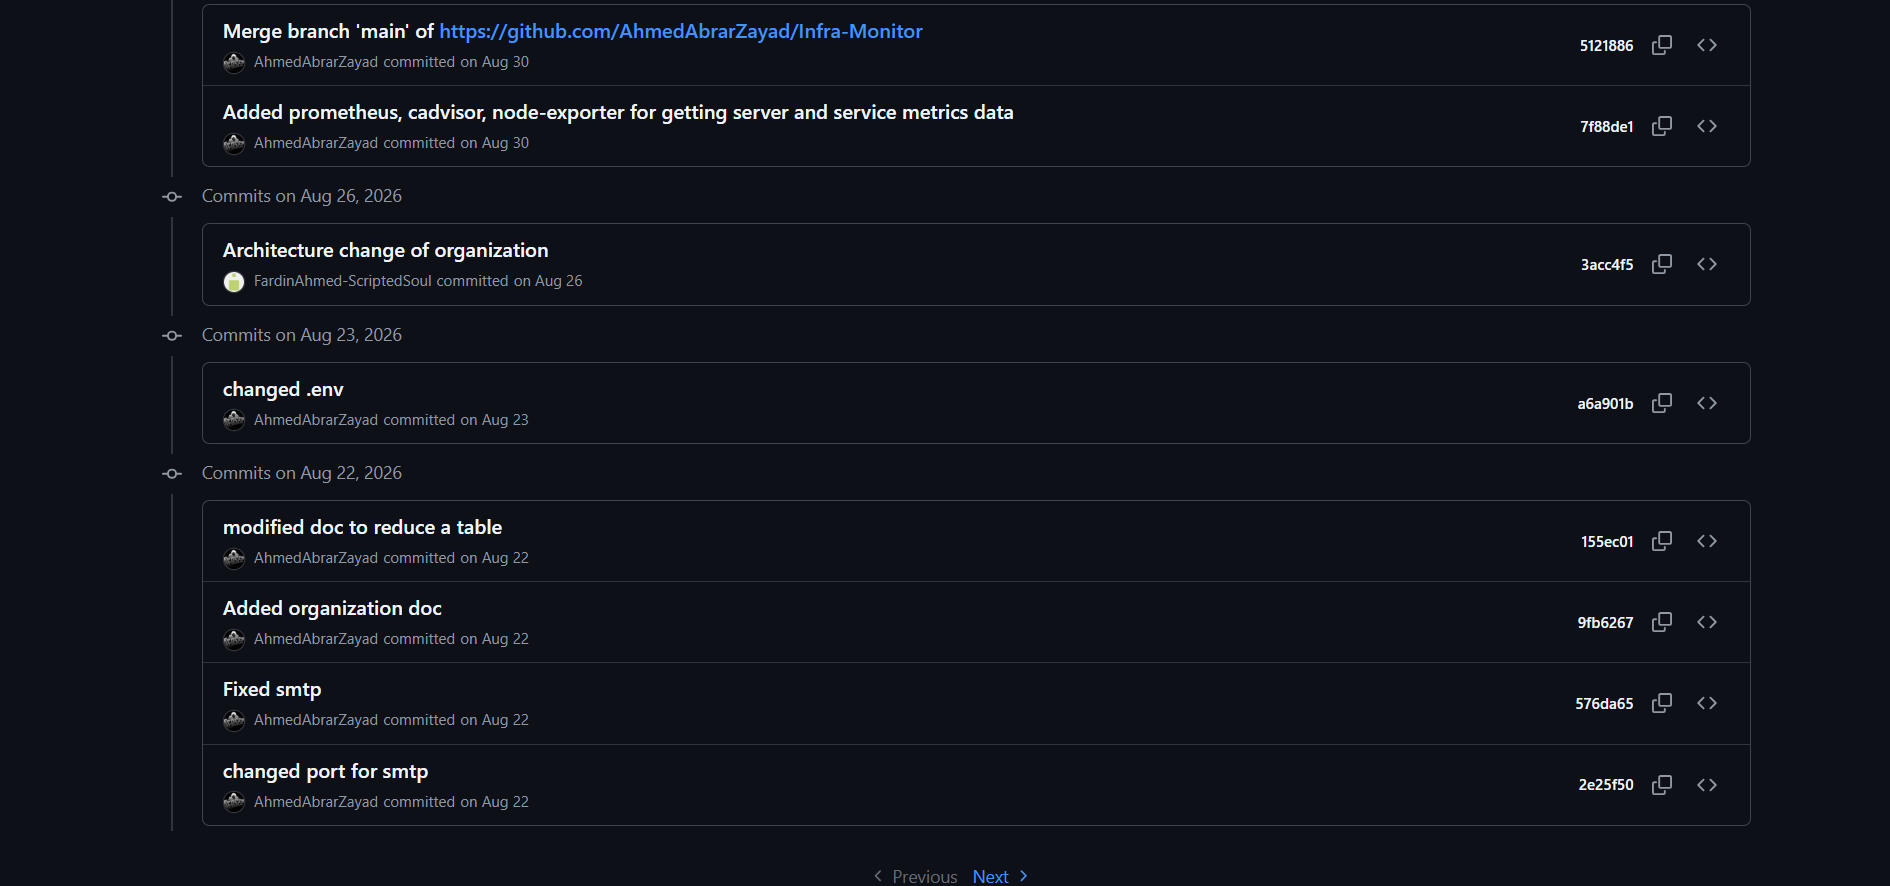 Merge branch 'main' of https://github.com/AhmedAbrarZayad/Infra-Monitor
AhmedAbrarZayad committed on Aug 30
5121886
Added prometheus, cadvisor, node-exporter for getting server and service metrics data
AhmedAbrarZayad committed on Aug 30
7f88de1
Commits on Aug 26, 2026
Architecture change of organization
FardinAhmed-ScriptedSoul committed on Aug 26
3acc4f5
Commits on Aug 23, 2026
changed .env
AhmedAbrarZayad committed on Aug 23
a6a901b
Commits on Aug 22, 2026
modified doc to reduce a table
AhmedAbrarZayad committed on Aug 22
155ec01
Added organization doc
AhmedAbrarZayad committed on Aug 22
9fb6267
Fixed smtp
AhmedAbrarZayad committed on Aug 22
576da65
changed port for smtp
AhmedAbrarZayad committed on Aug 22
2e25f50
Previous Next